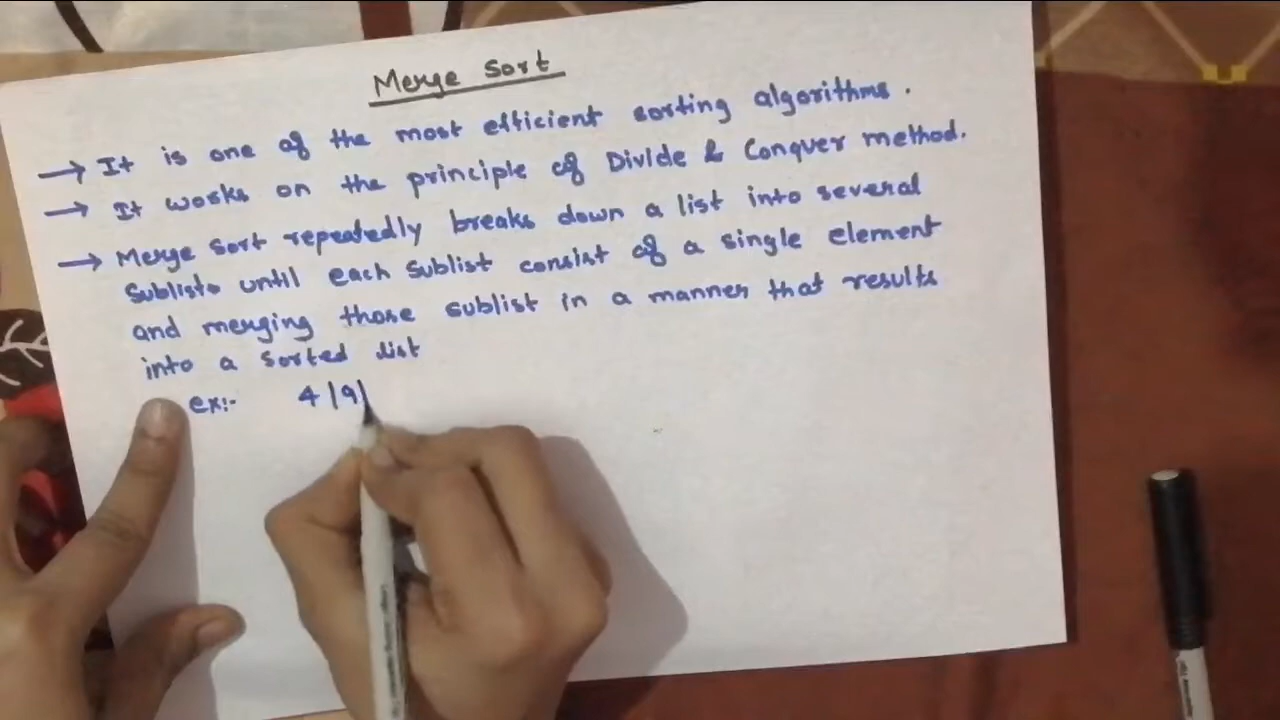 Merge Sort
→ It is one of the most efficient sorting algorithms.
→ It works on the principle of Divide & Conquer method.
→ Merge sort repeatedly breaks down a list into several
sublists until each sublist consist of a single element
and merging those sublist in a manner that results
into a sorted list
ex:- 4|9|